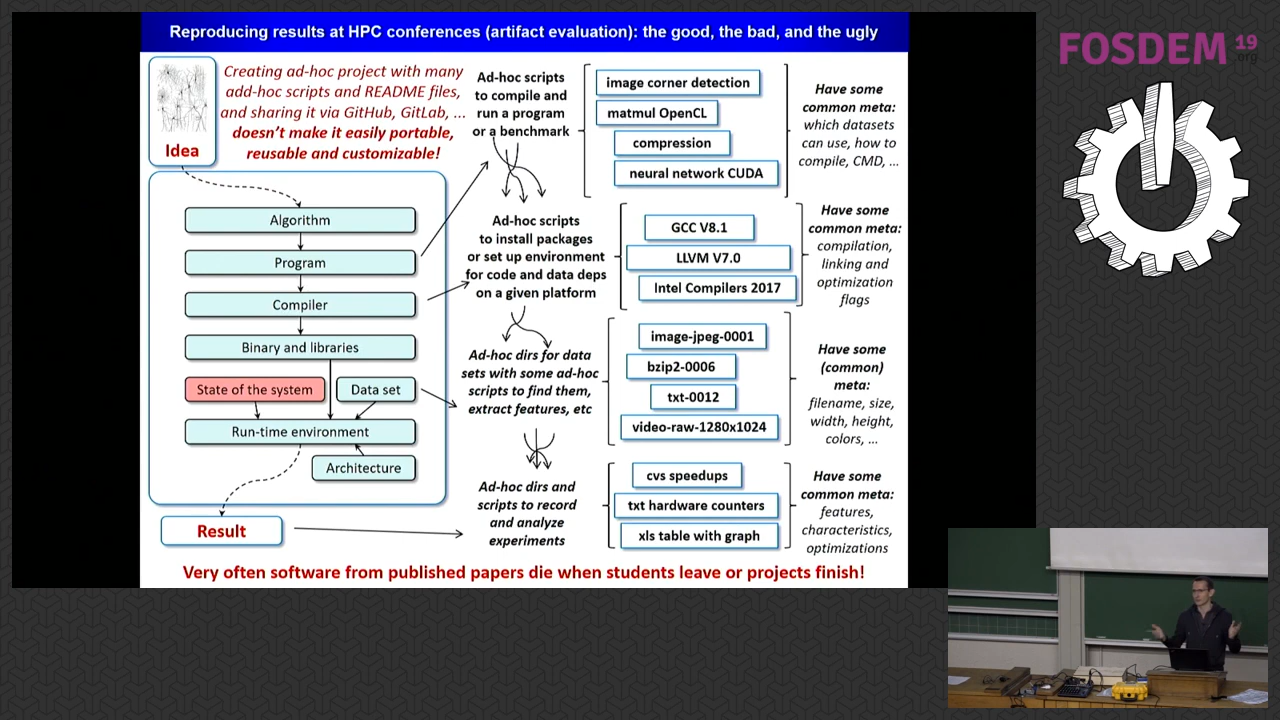 Reproducing results at HPC conferences (artifact evaluation): the good, the bad, and the ugly
FOSDEM 19
.org
Idea
Creating ad-hoc project with many
add-hoc scripts and README files,
and sharing it via GitHub, GitLab, ...
doesn't make it easily portable,
reusable and customizable!
Algorithm
Program
Compiler
Binary and libraries
State of the system
Data set
Run-time environment
Architecture
Result
Ad-hoc scripts
to compile and
run a program
or a benchmark
image corner detection
matmul OpenCL
compression
neural network CUDA
Have some
common meta:
which datasets
can use, how to
compile, CMD, ...
Ad-hoc scripts
to install packages
or set up environment
for code and data deps
on a given platform
GCC V8.1
LLVM V7.0
Intel Compilers 2017
Have some
common meta:
compilation,
linking and
optimization
flags
Ad-hoc dirs for data
sets with some ad-hoc
scripts to find them,
extract features, etc
image-jpeg-0001
bzip2-0006
txt-0012
video-raw-1280x1024
Have some
(common)
meta:
filename, size,
width, height,
colors, ...
Ad-hoc dirs and
scripts to record
and analyze
experiments
cvs speedups
txt hardware counters
xls table with graph
Have some
common meta:
features,
characteristics,
optimizations
Very often software from published papers die when students leave or projects finish!